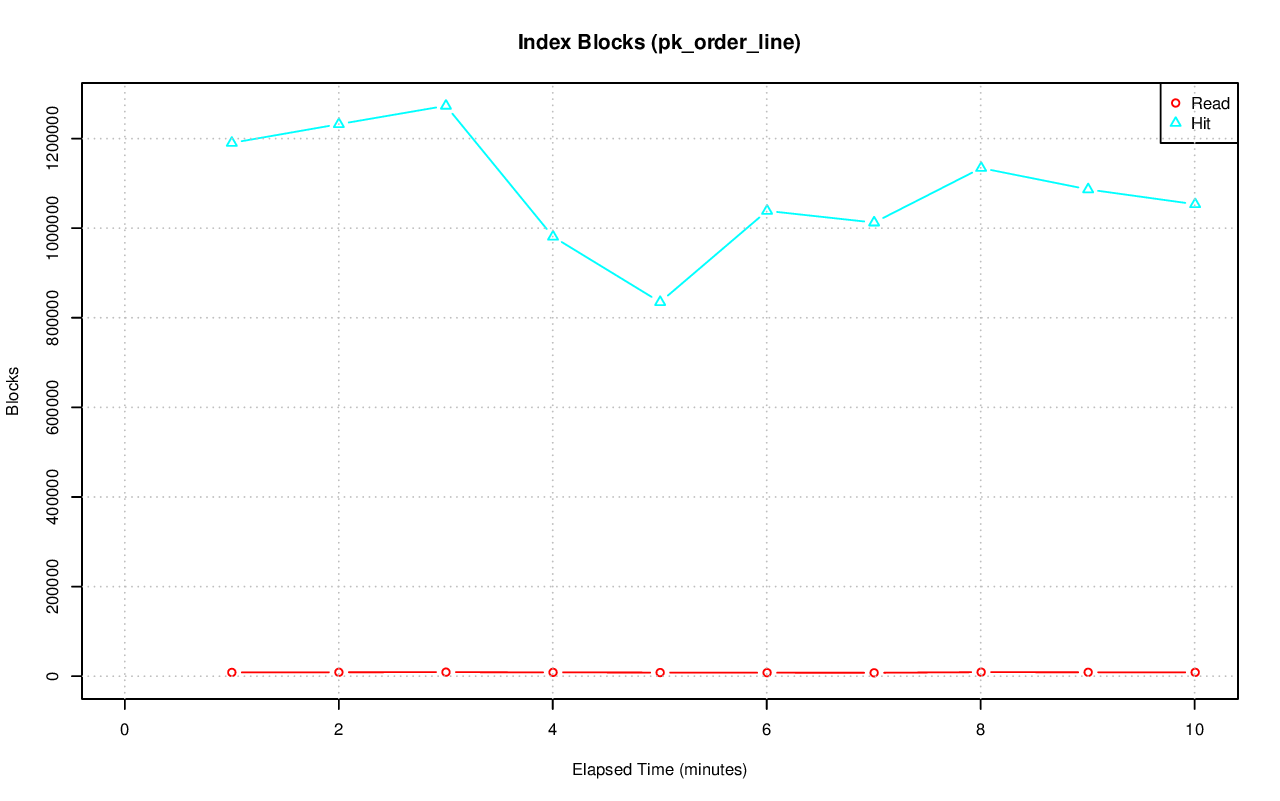 Index Blocks (pk_order_line)
Read
Hit
Blocks
1200000
1000000
800000
600000
400000
200000
0
0 2 4 6 8 10
Elapsed Time (minutes)